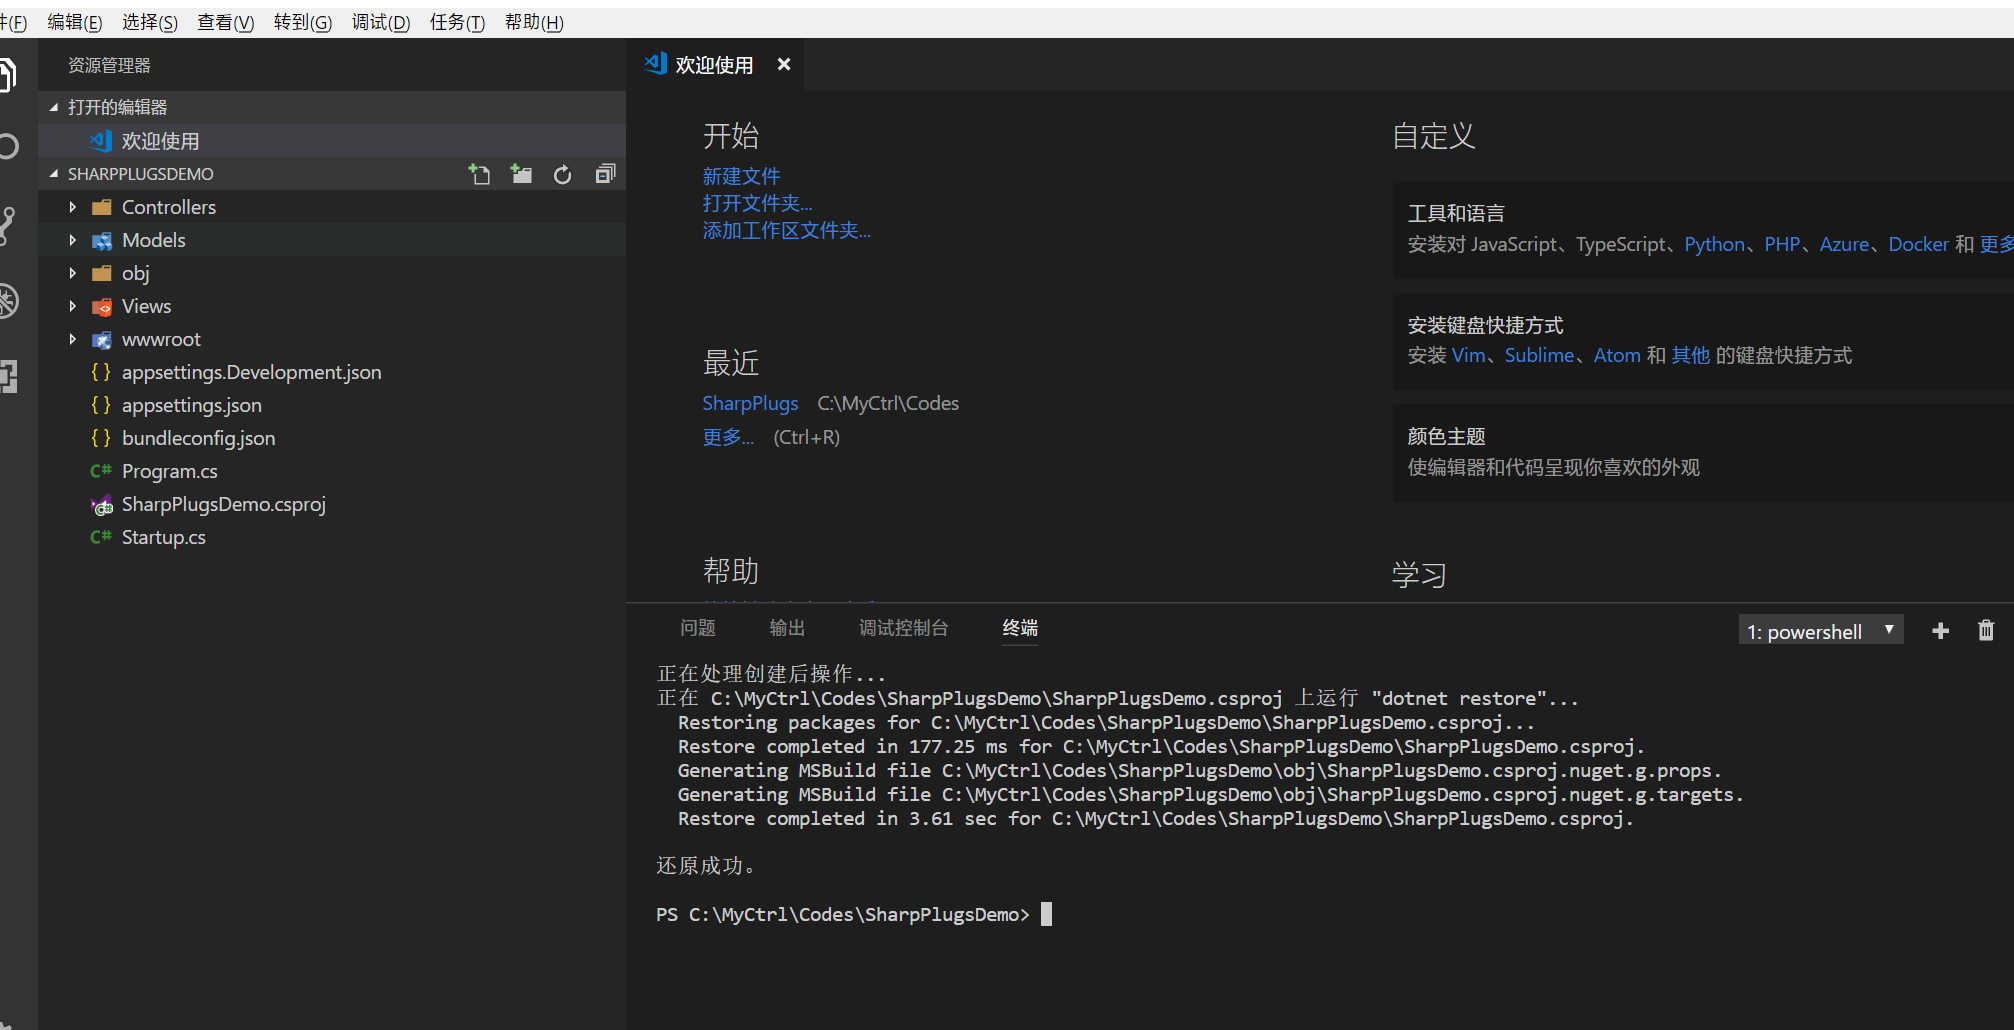 件(F) 编辑(E) 选择(S) 查看(V) 转到(G) 调试(D) 任务(T) 帮助(H)
资源管理器
打开的编辑器
欢迎使用
SHARPPLUGSDEMO
Controllers
Models
obj
Views
wwwroot
appsettings.Development.json
appsettings.json
bundleconfig.json
Program.cs
SharpPlugsDemo.csproj
Startup.cs
欢迎使用
开始
新建文件
打开文件夹...
添加工作区文件夹...
最近
SharpPlugs C:\MyCtrl\Codes
更多... (Ctrl+R)
帮助
自定义
工具和语言
安装对 JavaScript、TypeScript、Python、PHP、Azure、Docker 和 更多
安装键盘快捷方式
安装 Vim、Sublime、Atom 和 其他 的键盘快捷方式
颜色主题
使编辑器和代码呈现你喜欢的外观
学习
问题 输出 调试控制台 终端
1: powershell
正在处理创建后操作...
正在 C:\MyCtrl\Codes\SharpPlugsDemo\SharpPlugsDemo.csproj 上运行 "dotnet restore"...
Restoring packages for C:\MyCtrl\Codes\SharpPlugsDemo\SharpPlugsDemo.csproj...
Restore completed in 177.25 ms for C:\MyCtrl\Codes\SharpPlugsDemo\SharpPlugsDemo.csproj.
Generating MSBuild file C:\MyCtrl\Codes\SharpPlugsDemo\obj\SharpPlugsDemo.csproj.nuget.g.props.
Generating MSBuild file C:\MyCtrl\Codes\SharpPlugsDemo\obj\SharpPlugsDemo.csproj.nuget.g.targets.
Restore completed in 3.61 sec for C:\MyCtrl\Codes\SharpPlugsDemo\SharpPlugsDemo.csproj.
还原成功。
PS C:\MyCtrl\Codes\SharpPlugsDemo>